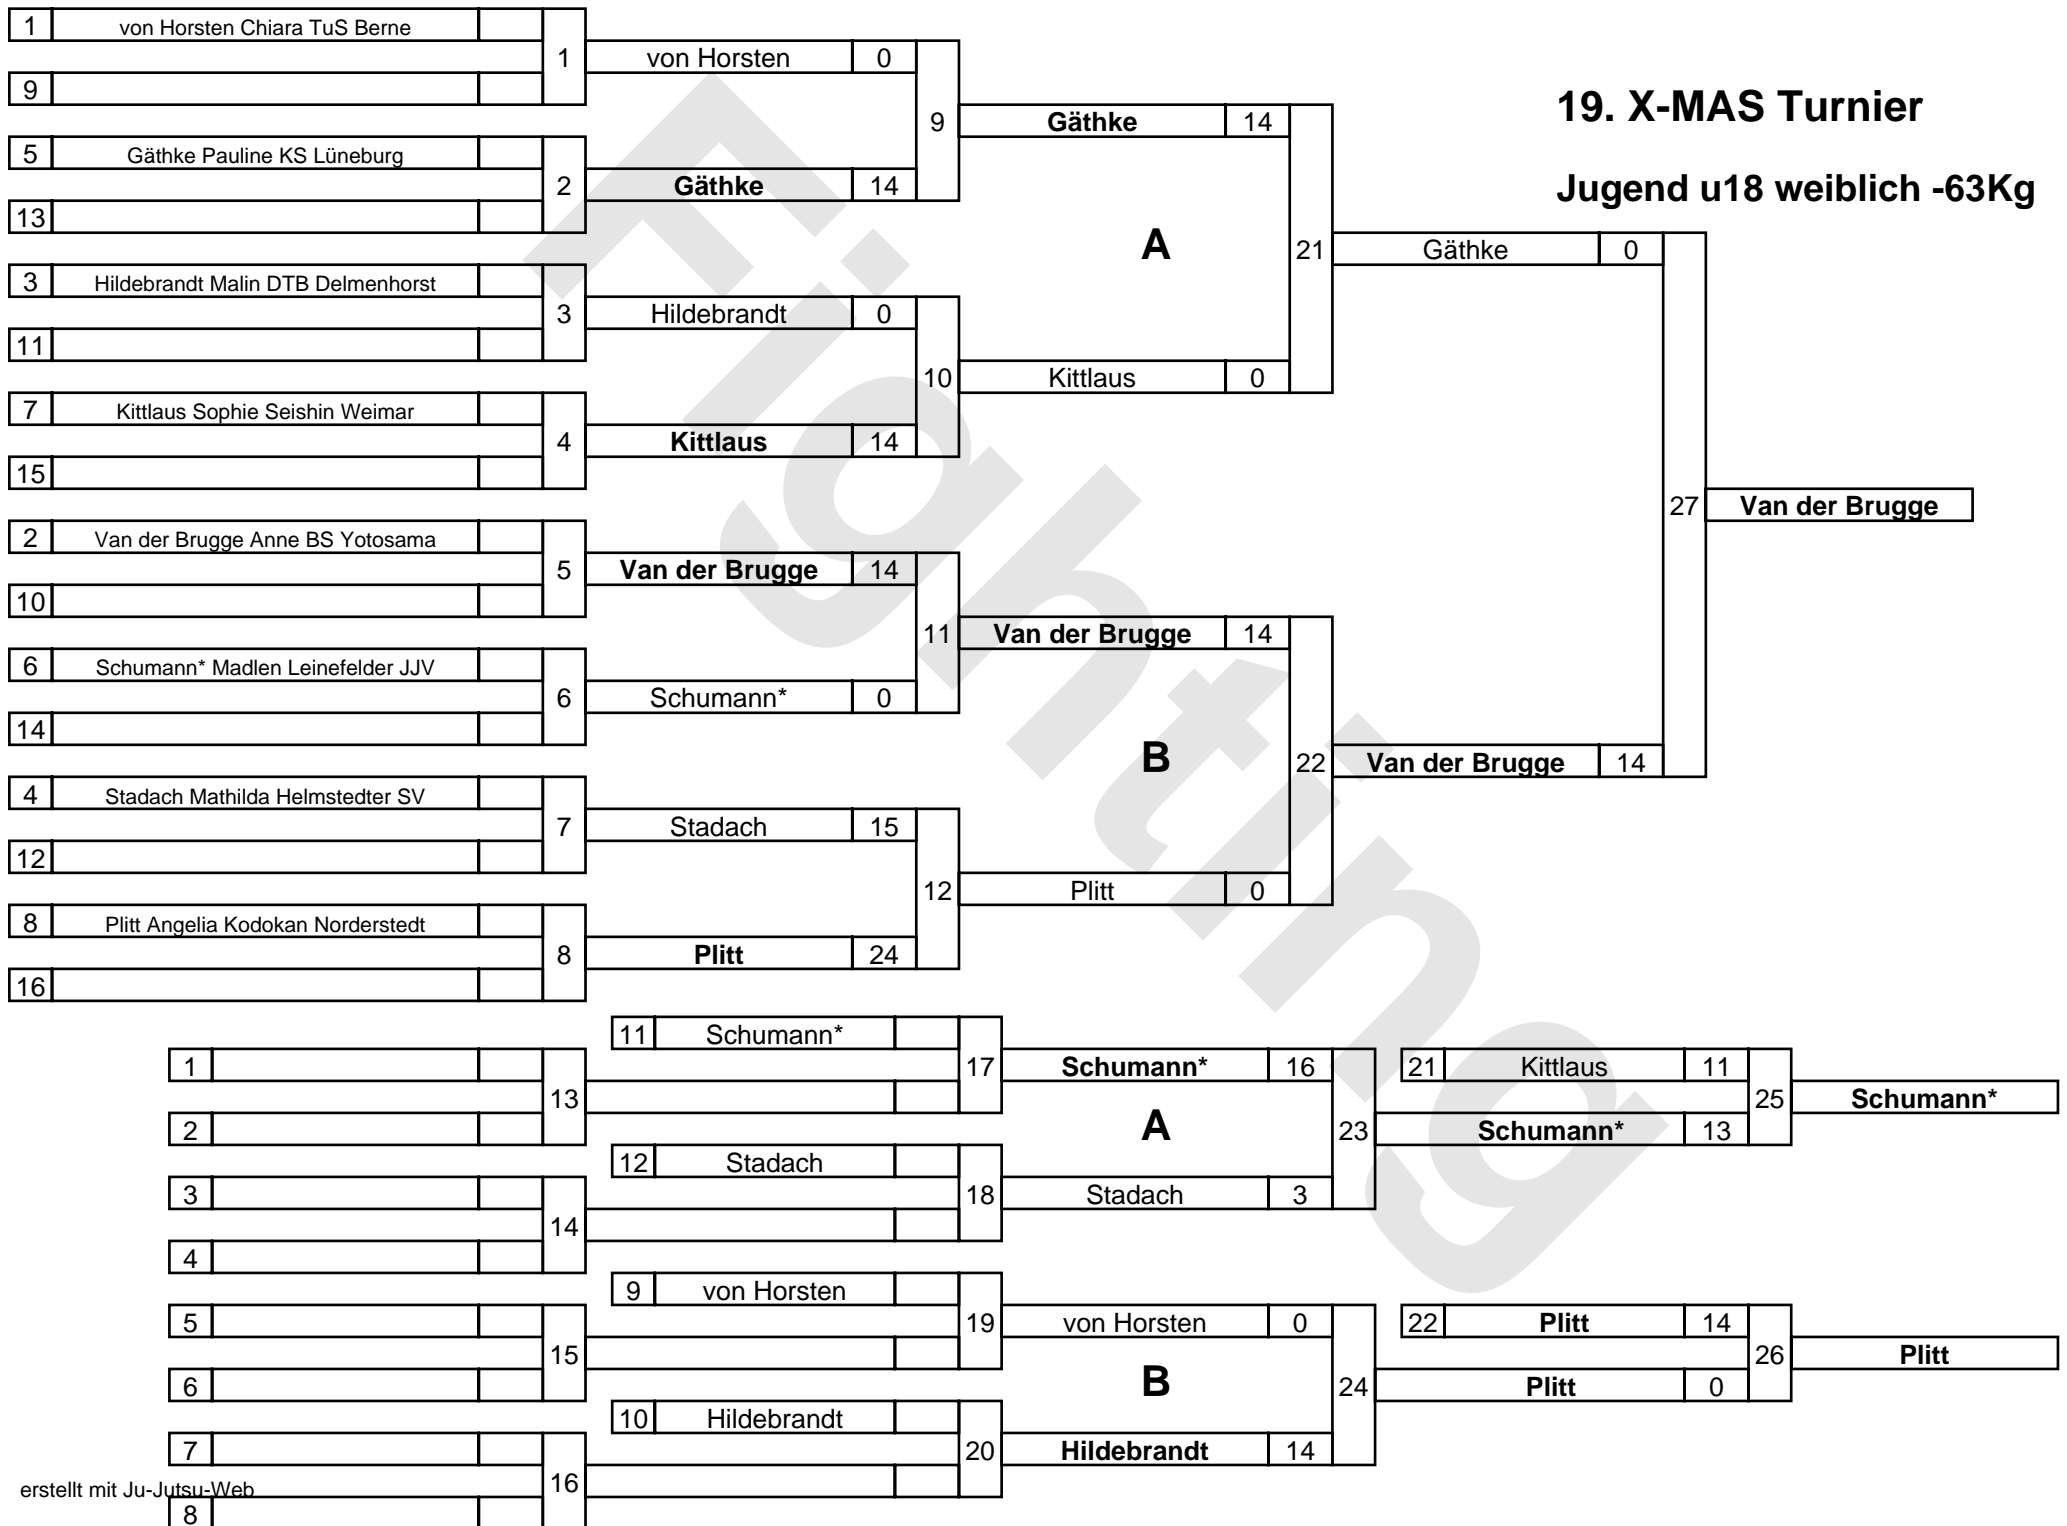 19. X-MAS Turnier
Jugend u18 weiblich -63Kg
1 von Horsten Chiara TuS Berne
9
1
5 Gäthke Pauline KS Lüneburg
13
2
3 Hildebrandt Malin DTB Delmenhorst
11
3
7 Kittlaus Sophie Seishin Weimar
15
4
2 Van der Brugge Anne BS Yotosama
10
5
6 Schumann* Madlen Leinefelder JJV
14
6
4 Stadach Mathilda Helmstedter SV
12
7
8 Plitt Angelia Kodokan Norderstedt
16
8
von Horsten 0
9
Gäthke 14
Hildebrandt 0
10
Kittlaus 14
Van der Brugge 14
11
Schumann* 0
Stadach 15
12
Plitt 24
Gäthke 14
A
21
Kittlaus 0
Van der Brugge 14
B
22
Plitt 0
Gäthke 0
27
Van der Brugge 14
Van der Brugge
1
13
2
3
14
4
5
15
6
7
16
8
11 Schumann*
17
12 Stadach
18
9 von Horsten
19
10 Hildebrandt
20
Schumann* 16
A
23
Stadach 3
von Horsten 0
B
24
Hildebrandt 14
21 Kittlaus 11
25
Schumann* 13
Schumann*
22 Plitt 14
26
Plitt 0
Plitt
Fighting
erstellt mit Ju-Jutsu-Web